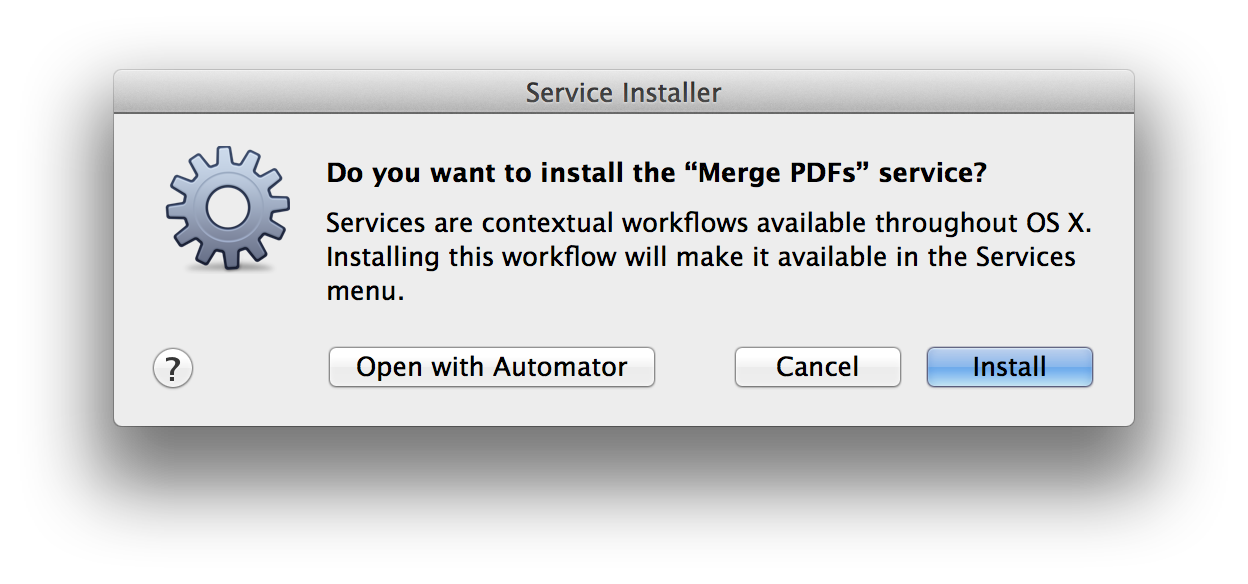 Service Installer
Do you want to install the “Merge PDFs” service?
Services are contextual workflows available throughout OS X.
Installing this workflow will make it available in the Services
menu.
?
Open with Automator
Cancel
Install